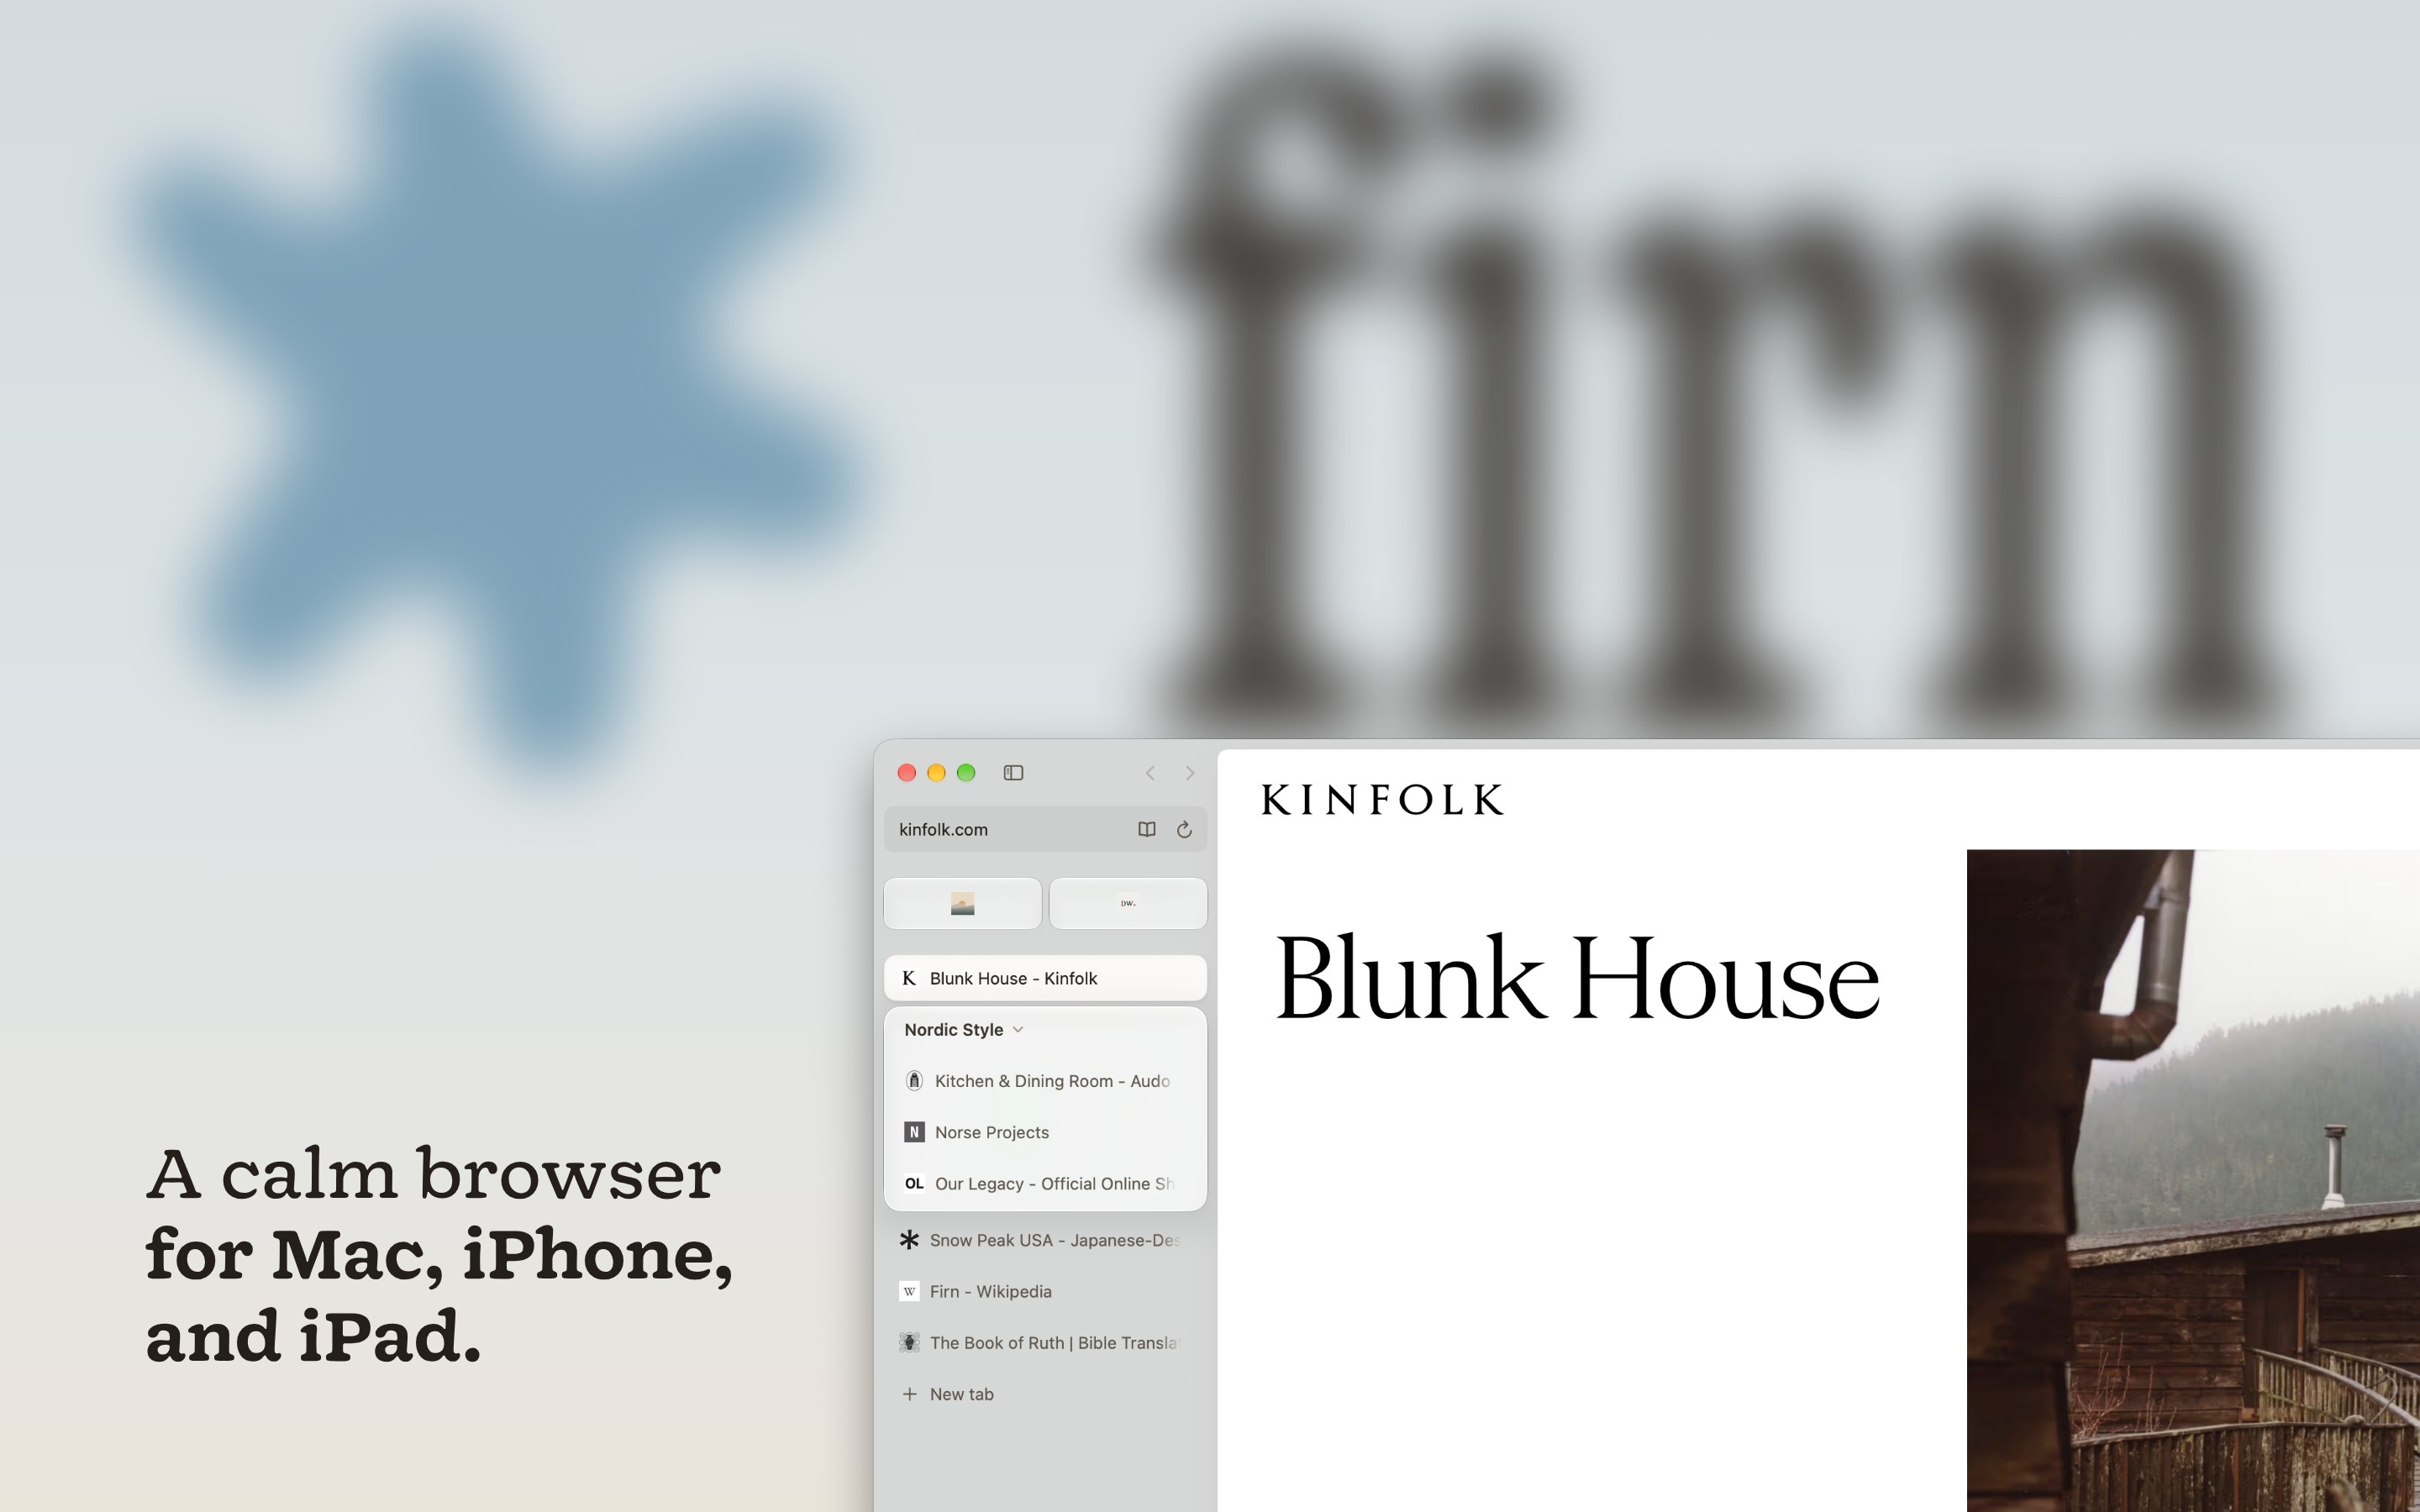 firn
A calm browser
for Mac, iPhone,
and iPad.
kinfolk.com
DW.
K Blunk House - Kinfolk
Nordic Style
Kitchen & Dining Room - Audo
N Norse Projects
OL Our Legacy - Official Online Sh
Snow Peak USA - Japanese-Des
W Firn - Wikipedia
The Book of Ruth | Bible Transla
New tab
KINFOLK
Blunk House